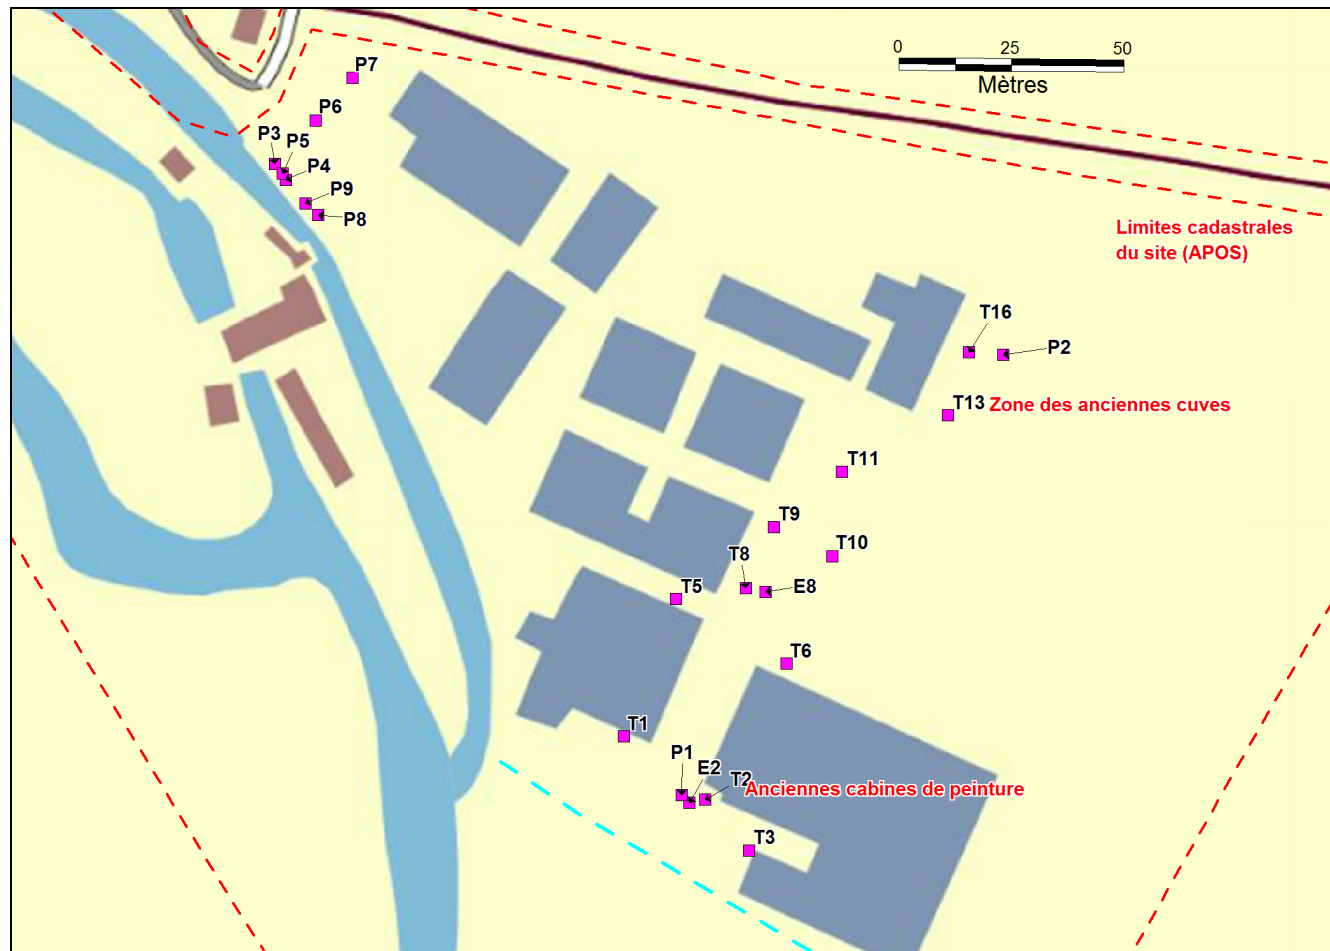 0 25 50
Mètres
P7
P6
P3
P5
P4
P9
P8
Limites cadastrales
du site (APOS)
T16
P2
T13
Zone des anciennes cuves
T11
T9
T10
T8
E8
T5
T6
T1
P1
E2
T2
Anciennes cabines de peinture
T3